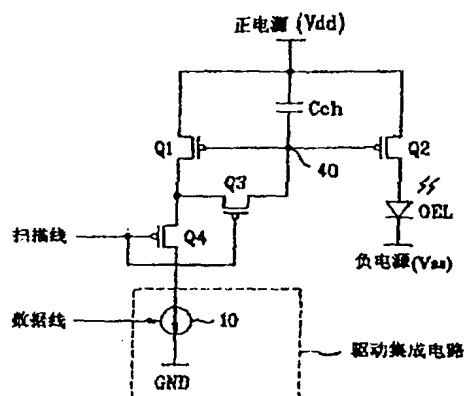 正电源 (Vdd)
Cch
Q1
Q2
40
Q3
OEL
扫描线
Q4
负电源(Vss)
数据线
10
驱动集成电路
GND